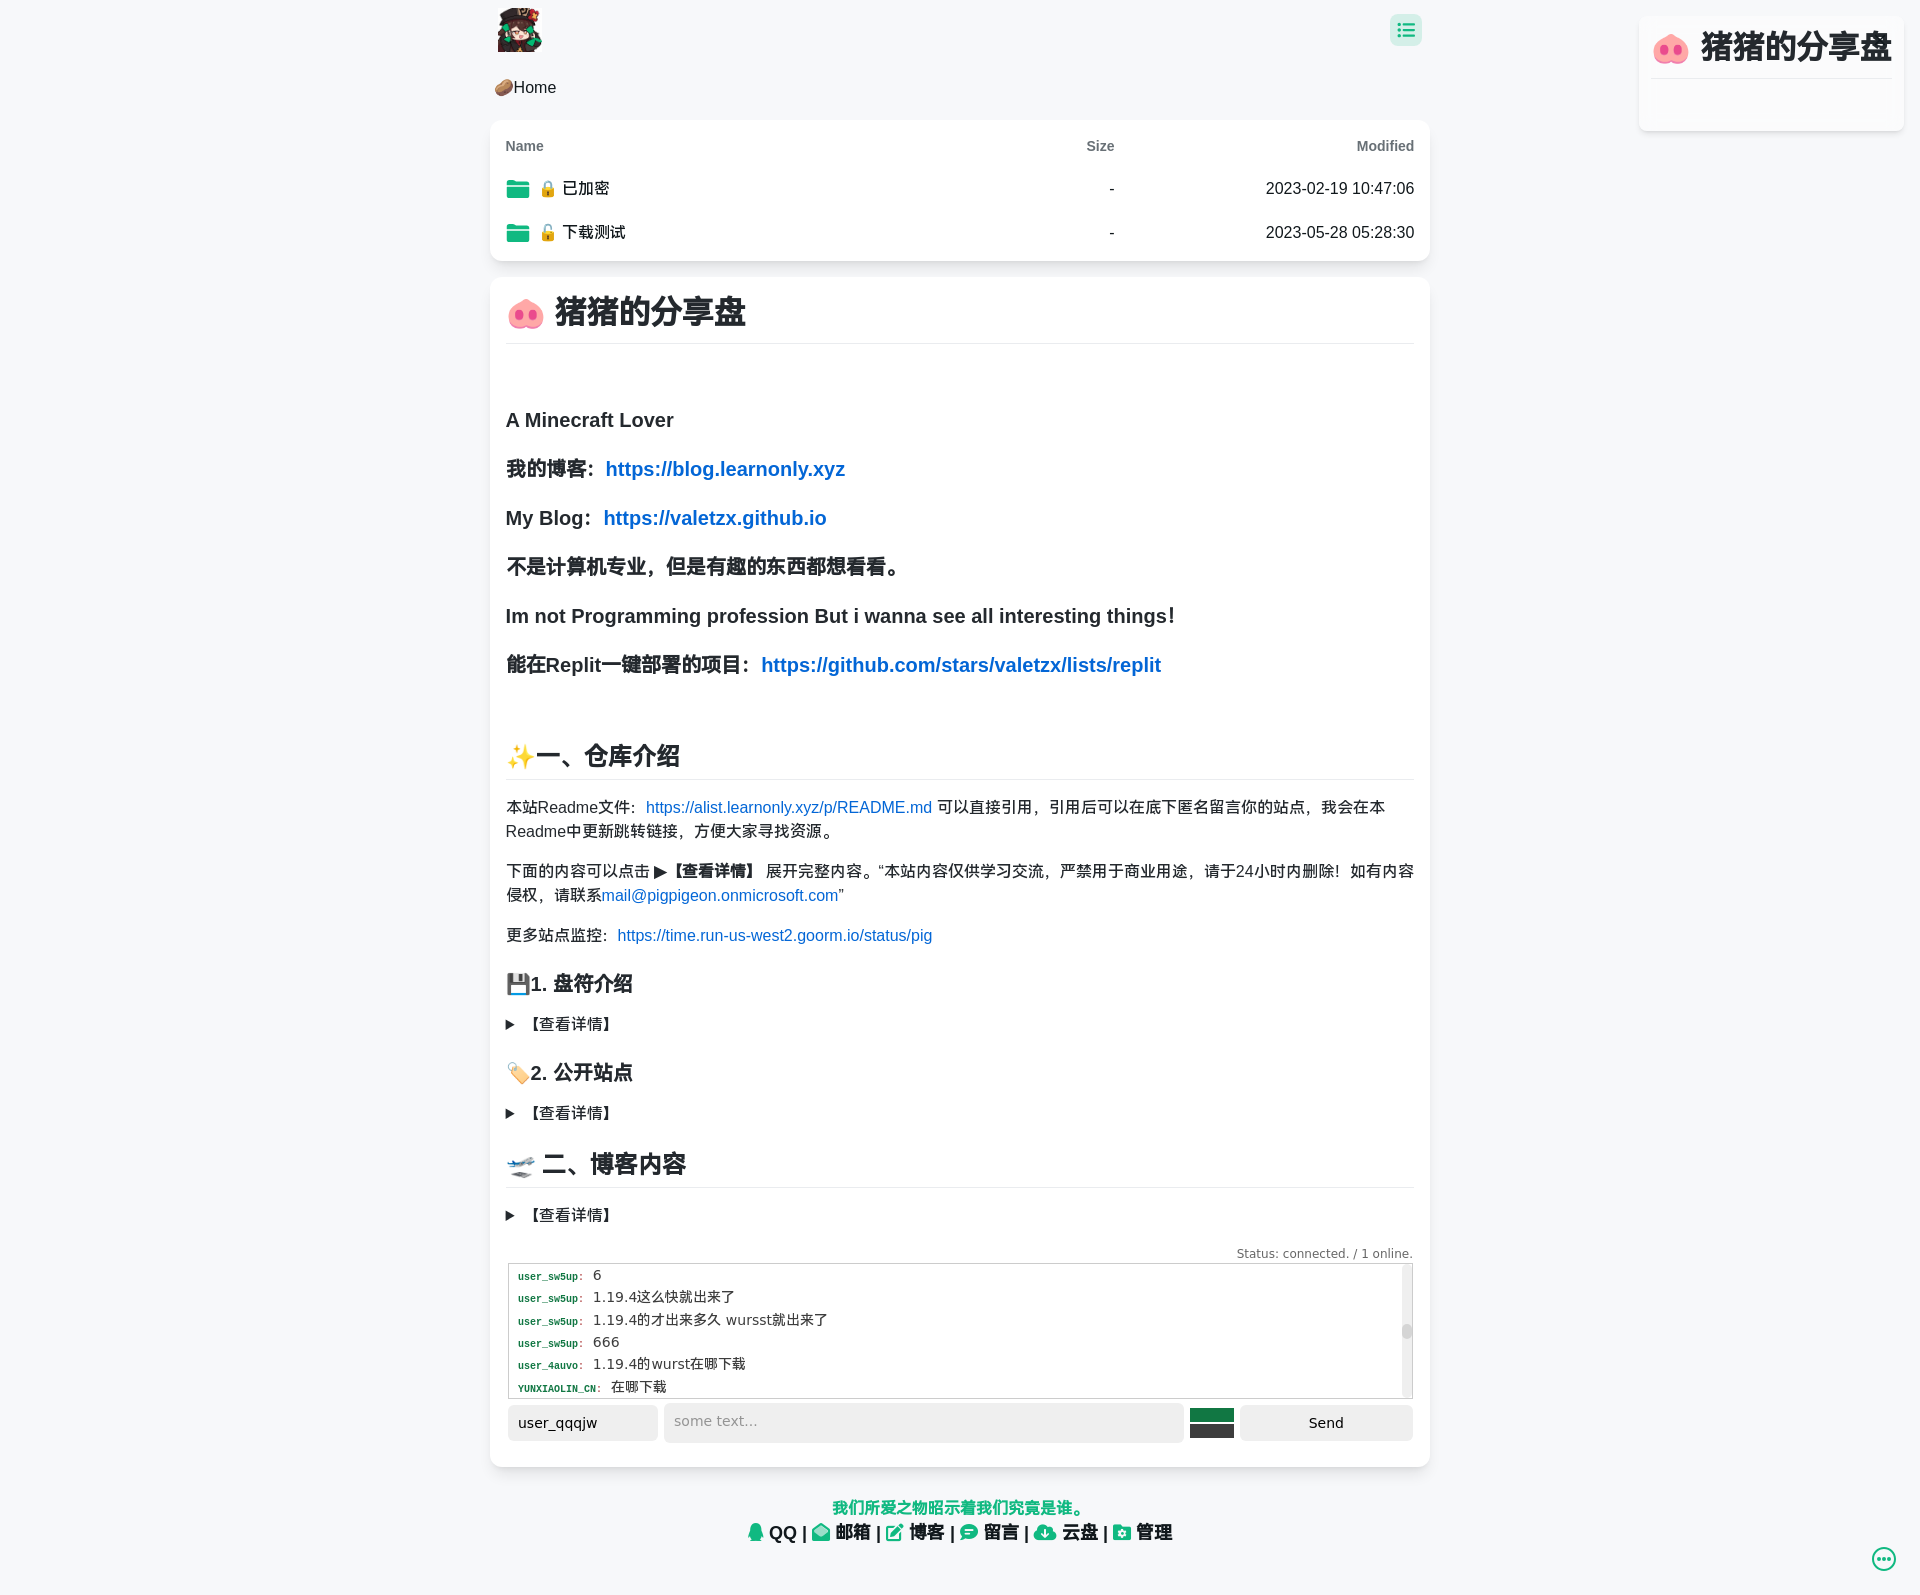 猪猪的分享盘
Home
Name Size Modified
已加密 - 2023-02-19 10:47:06
下载测试 - 2023-05-28 05:28:30
猪猪的分享盘
A Minecraft Lover
我的博客：https://blog.learnonly.xyz
My Blog：https://valetzx.github.io
不是计算机专业，但是有趣的东西都想看看。
Im not Programming profession But i wanna see all interesting things！
能在Replit一键部署的项目：https://github.com/stars/valetzx/lists/replit
✨一、仓库介绍
本站Readme文件：https://alist.learnonly.xyz/p/README.md 可以直接引用，引用后可以在底下匿名留言你的站点，我会在本
Readme中更新跳转链接，方便大家寻找资源。
下面的内容可以点击 ▶【查看详情】 展开完整内容。“本站内容仅供学习交流，严禁用于商业用途，请于24小时内删除！如有内容
侵权，请联系mail@pigpigeon.onmicrosoft.com”
更多站点监控：https://time.run-us-west2.goorm.io/status/pig
💾1. 盘符介绍
▶ 【查看详情】
🏷️2. 公开站点
▶ 【查看详情】
🛫 二、博客内容
▶ 【查看详情】
Status: connected. / 1 online.
user_sw5up: 6
user_sw5up: 1.19.4这么快就出来了
user_sw5up: 1.19.4的才出来多久 wursst就出来了
user_sw5up: 666
user_4auvo: 1.19.4的wurst在哪下载
YUNXIAOLIN_CN: 在哪下载
user_qqqjw some text... Send
我们所爱之物昭示着我们究竟是谁。
QQ | 邮箱 | 博客 | 留言 | 云盘 | 管理